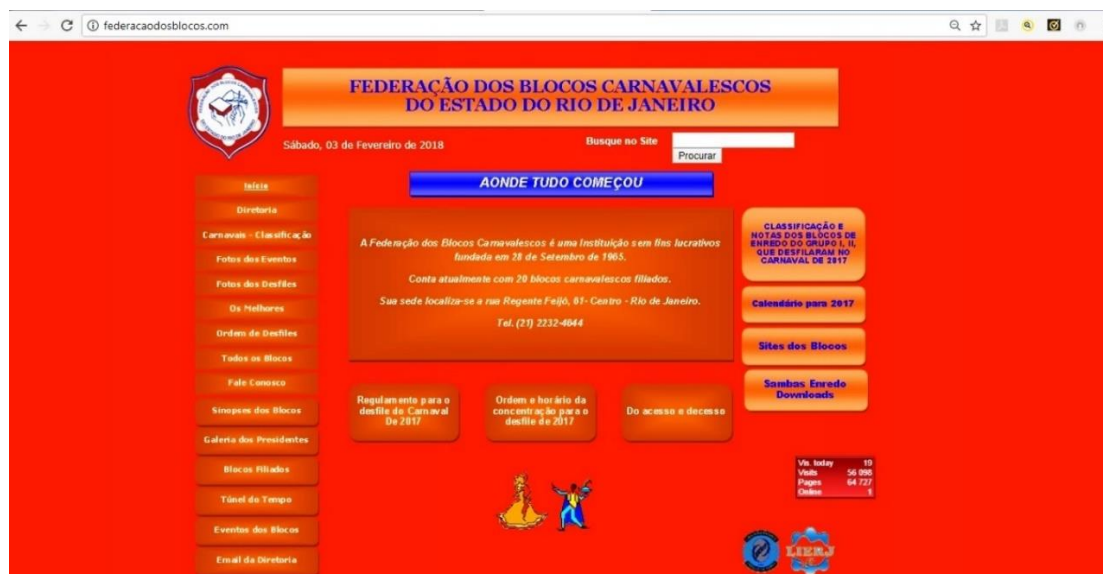 federacaodosblocos.com
FEDERAÇÃO DOS BLOCOS CARNAVALESCOS
DO ESTADO DO RIO DE JANEIRO
Sábado, 03 de Fevereiro de 2018
Busque no Site
Procurar
AONDE TUDO COMEÇOU
Início
Diretoria
Carnavais - Classificação
Fotos dos Eventos
Fotos dos Desfiles
Os Melhores
Ordem de Desfiles
Todos os Blocos
Fale Conosco
Sinopses dos Blocos
Galeria dos Presidentes
Blocos Filiados
Túnel do Tempo
Eventos dos Blocos
Email da Diretoria
A Federação dos Blocos Carnavalescos é uma Instituição sem fins lucrativos
fundada em 28 de Setembro de 1965.
Conta atualmente com 29 blocos carnavalescos filiados.
Sua sede localiza-se a rua Regente Feijó, 81- Centro - Rio de Janeiro.
Tel. (21) 2232-4644
Regulamento para o
desfile do Carnaval
De 2017
Ordem e horário da
concentração para o
desfile de 2017
Do acesso e decesso
CLASSIFICAÇÃO E
NOTAS DOS BLOCOS DE
ENREDO DO GRUPO I, II,
QUE DESFILARAM NO
CARNAVAL DE 2017
Calendário para 2017
Sites dos Blocos
Sambas Enredo
Downloads
Vis. today 19
Visits 56 098
Pages 64 727
Online 1
LIERJ